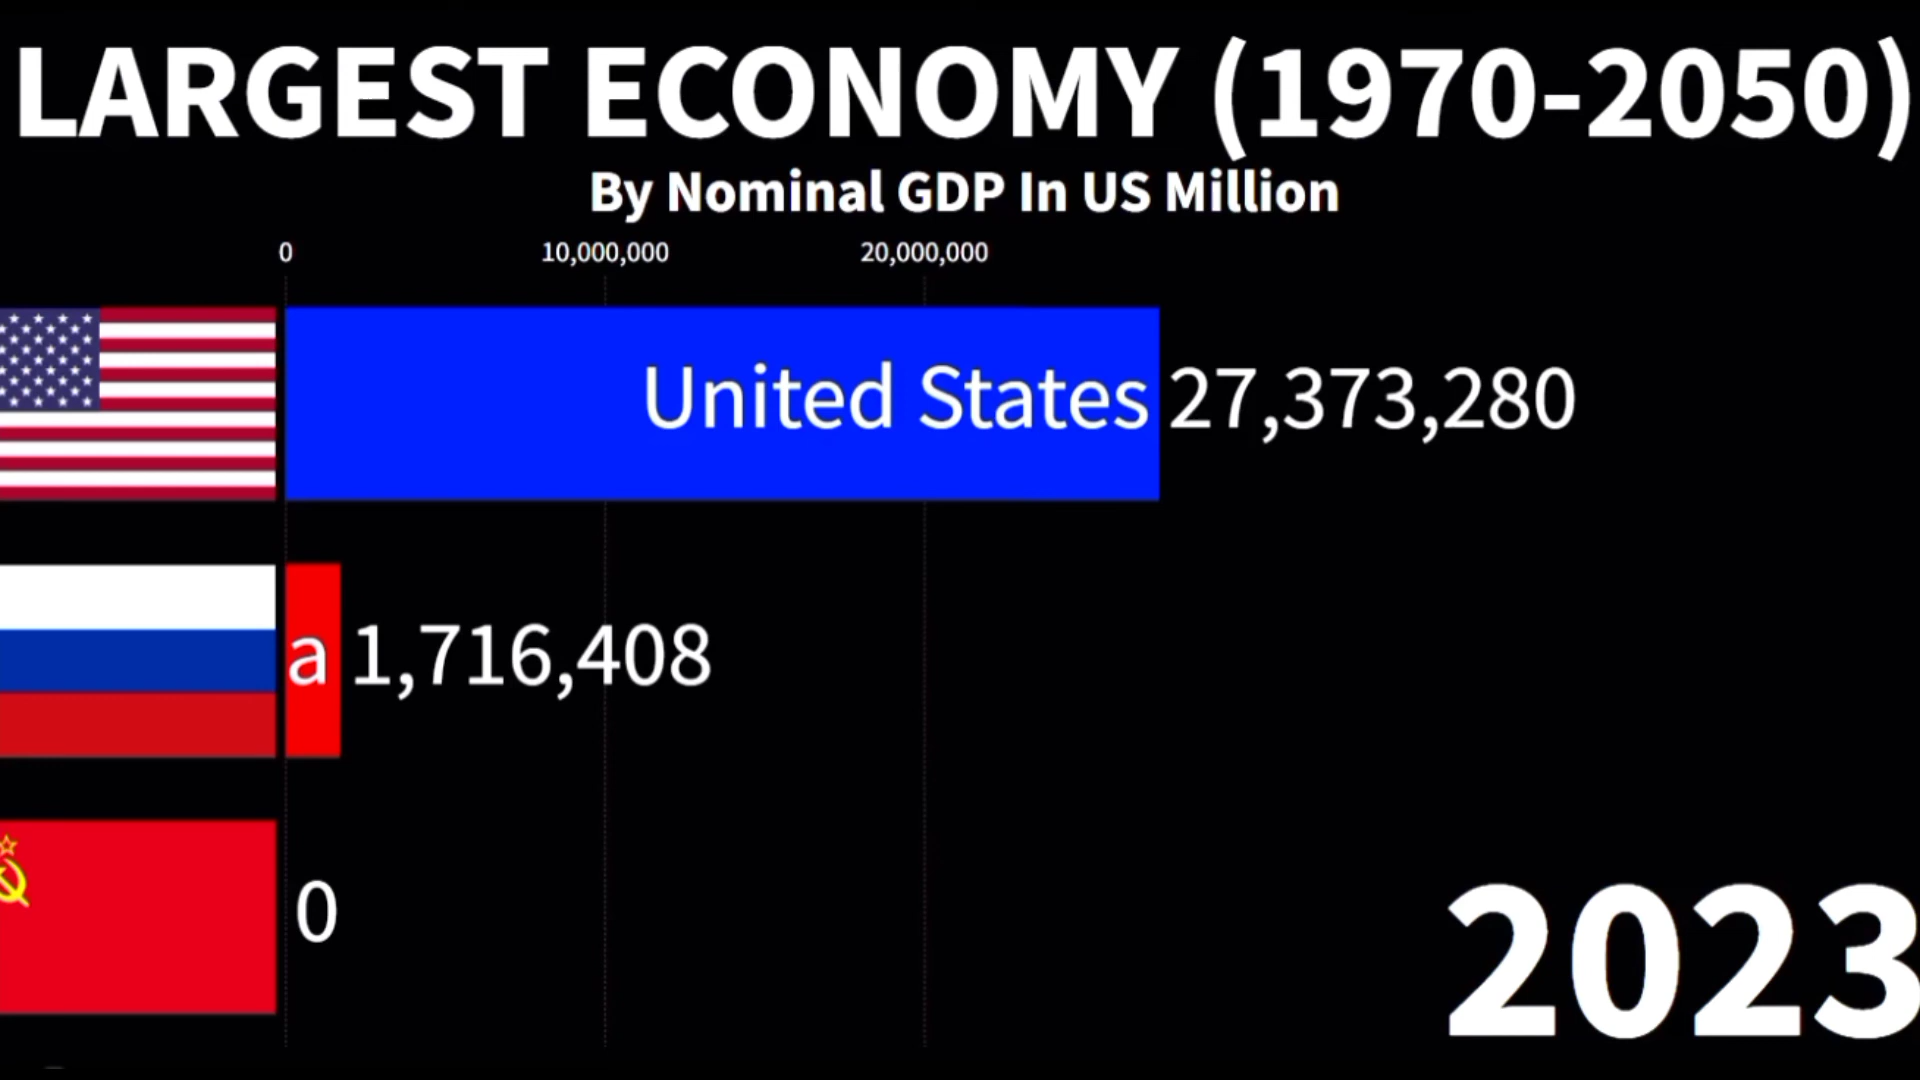 LARGEST ECONOMY (1970-2050)
By Nominal GDP In US Million
0 10,000,000 20,000,000
United States 27,373,280
a 1,716,408
0
2023